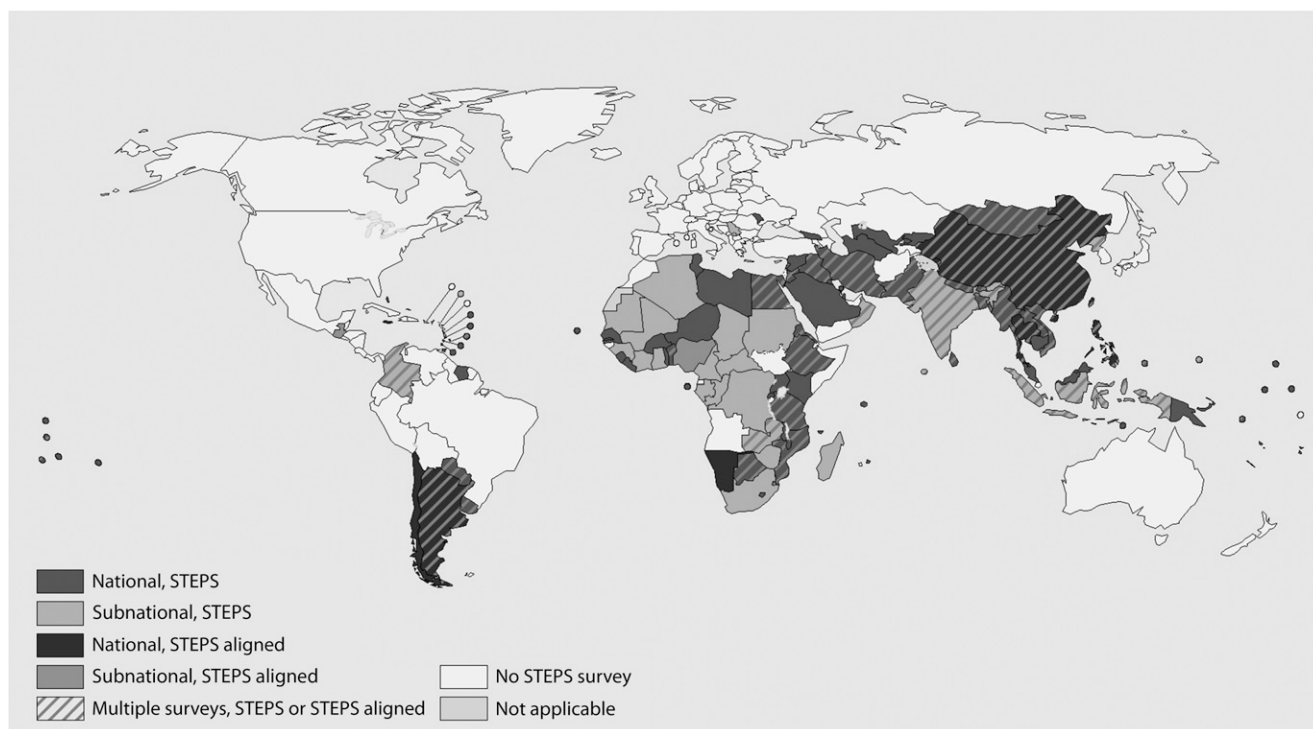 National, STEPS
Subnational, STEPS
National, STEPS aligned
Subnational, STEPS aligned
Multiple surveys, STEPS or STEPS aligned
No STEPS survey
Not applicable